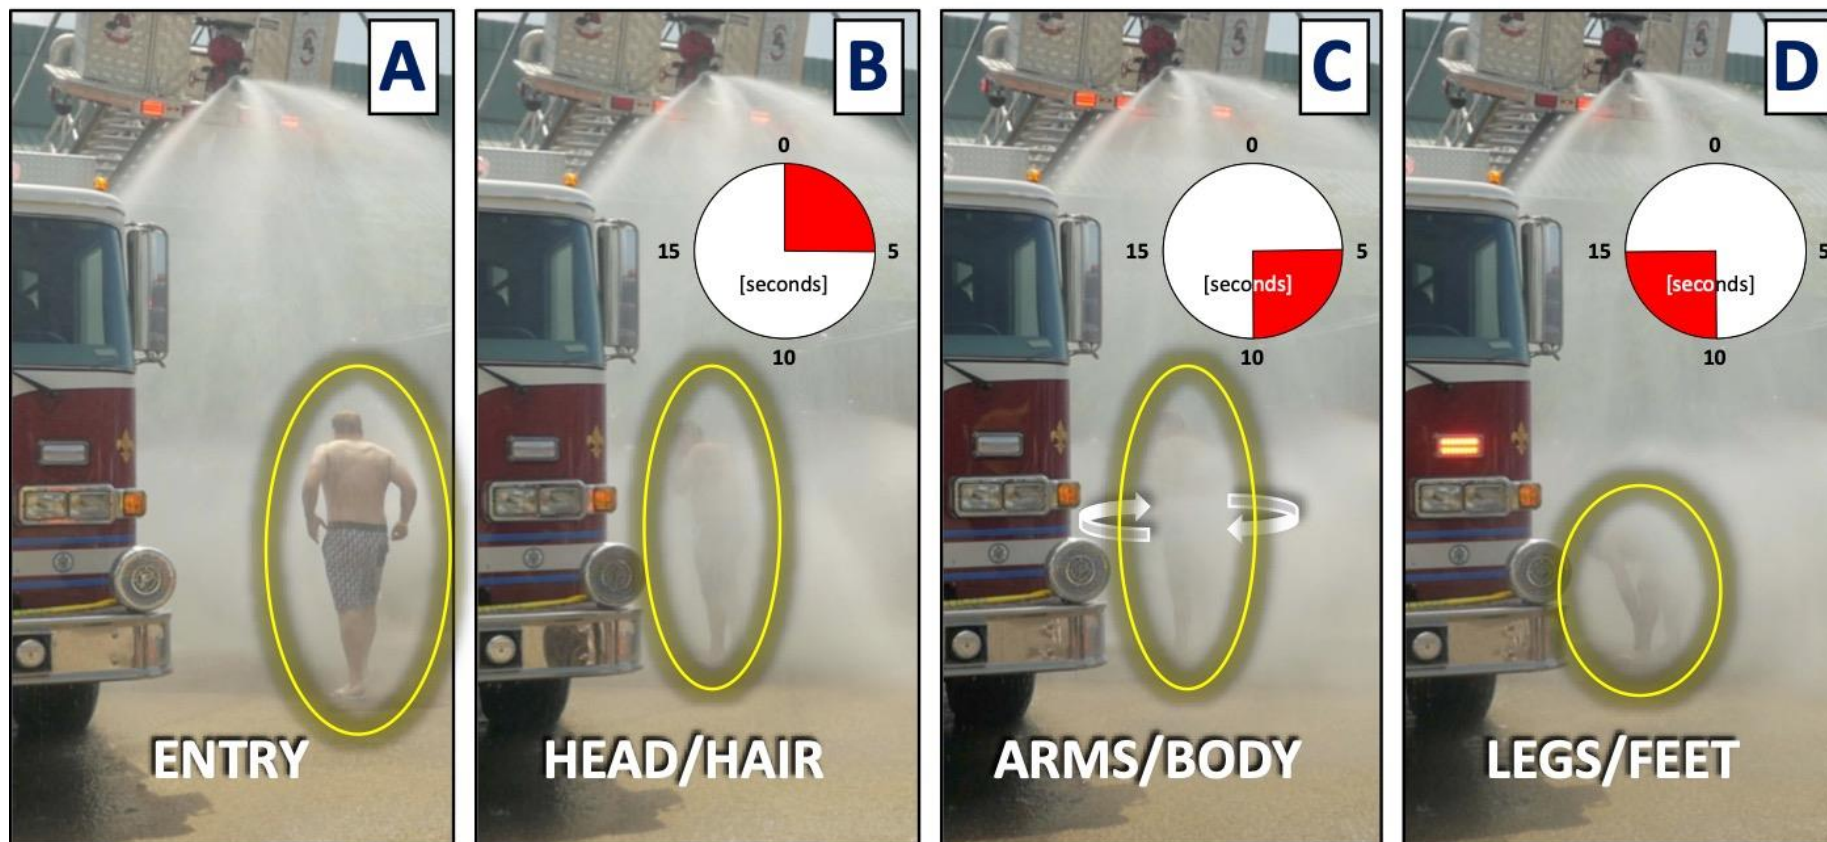 A
B
C
D
0
5
10
15
[seconds]
0
5
10
15
[seconds]
0
5
10
15
[seconds]
ENTRY
HEAD/HAIR
ARMS/BODY
LEGS/FEET